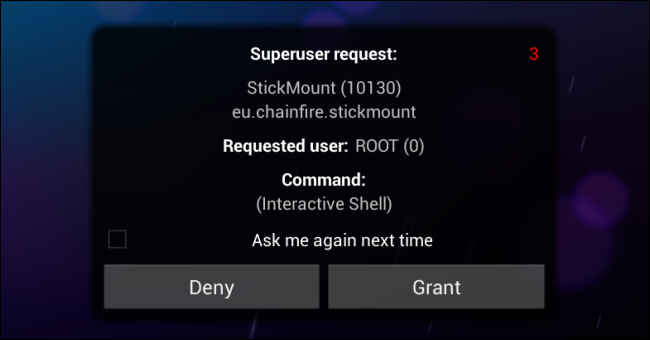 Superuser request: 3
StickMount (10130)
eu.chainfire.stickmount
Requested user: ROOT (0)
Command:
(Interactive Shell)
Ask me again next time
Deny Grant